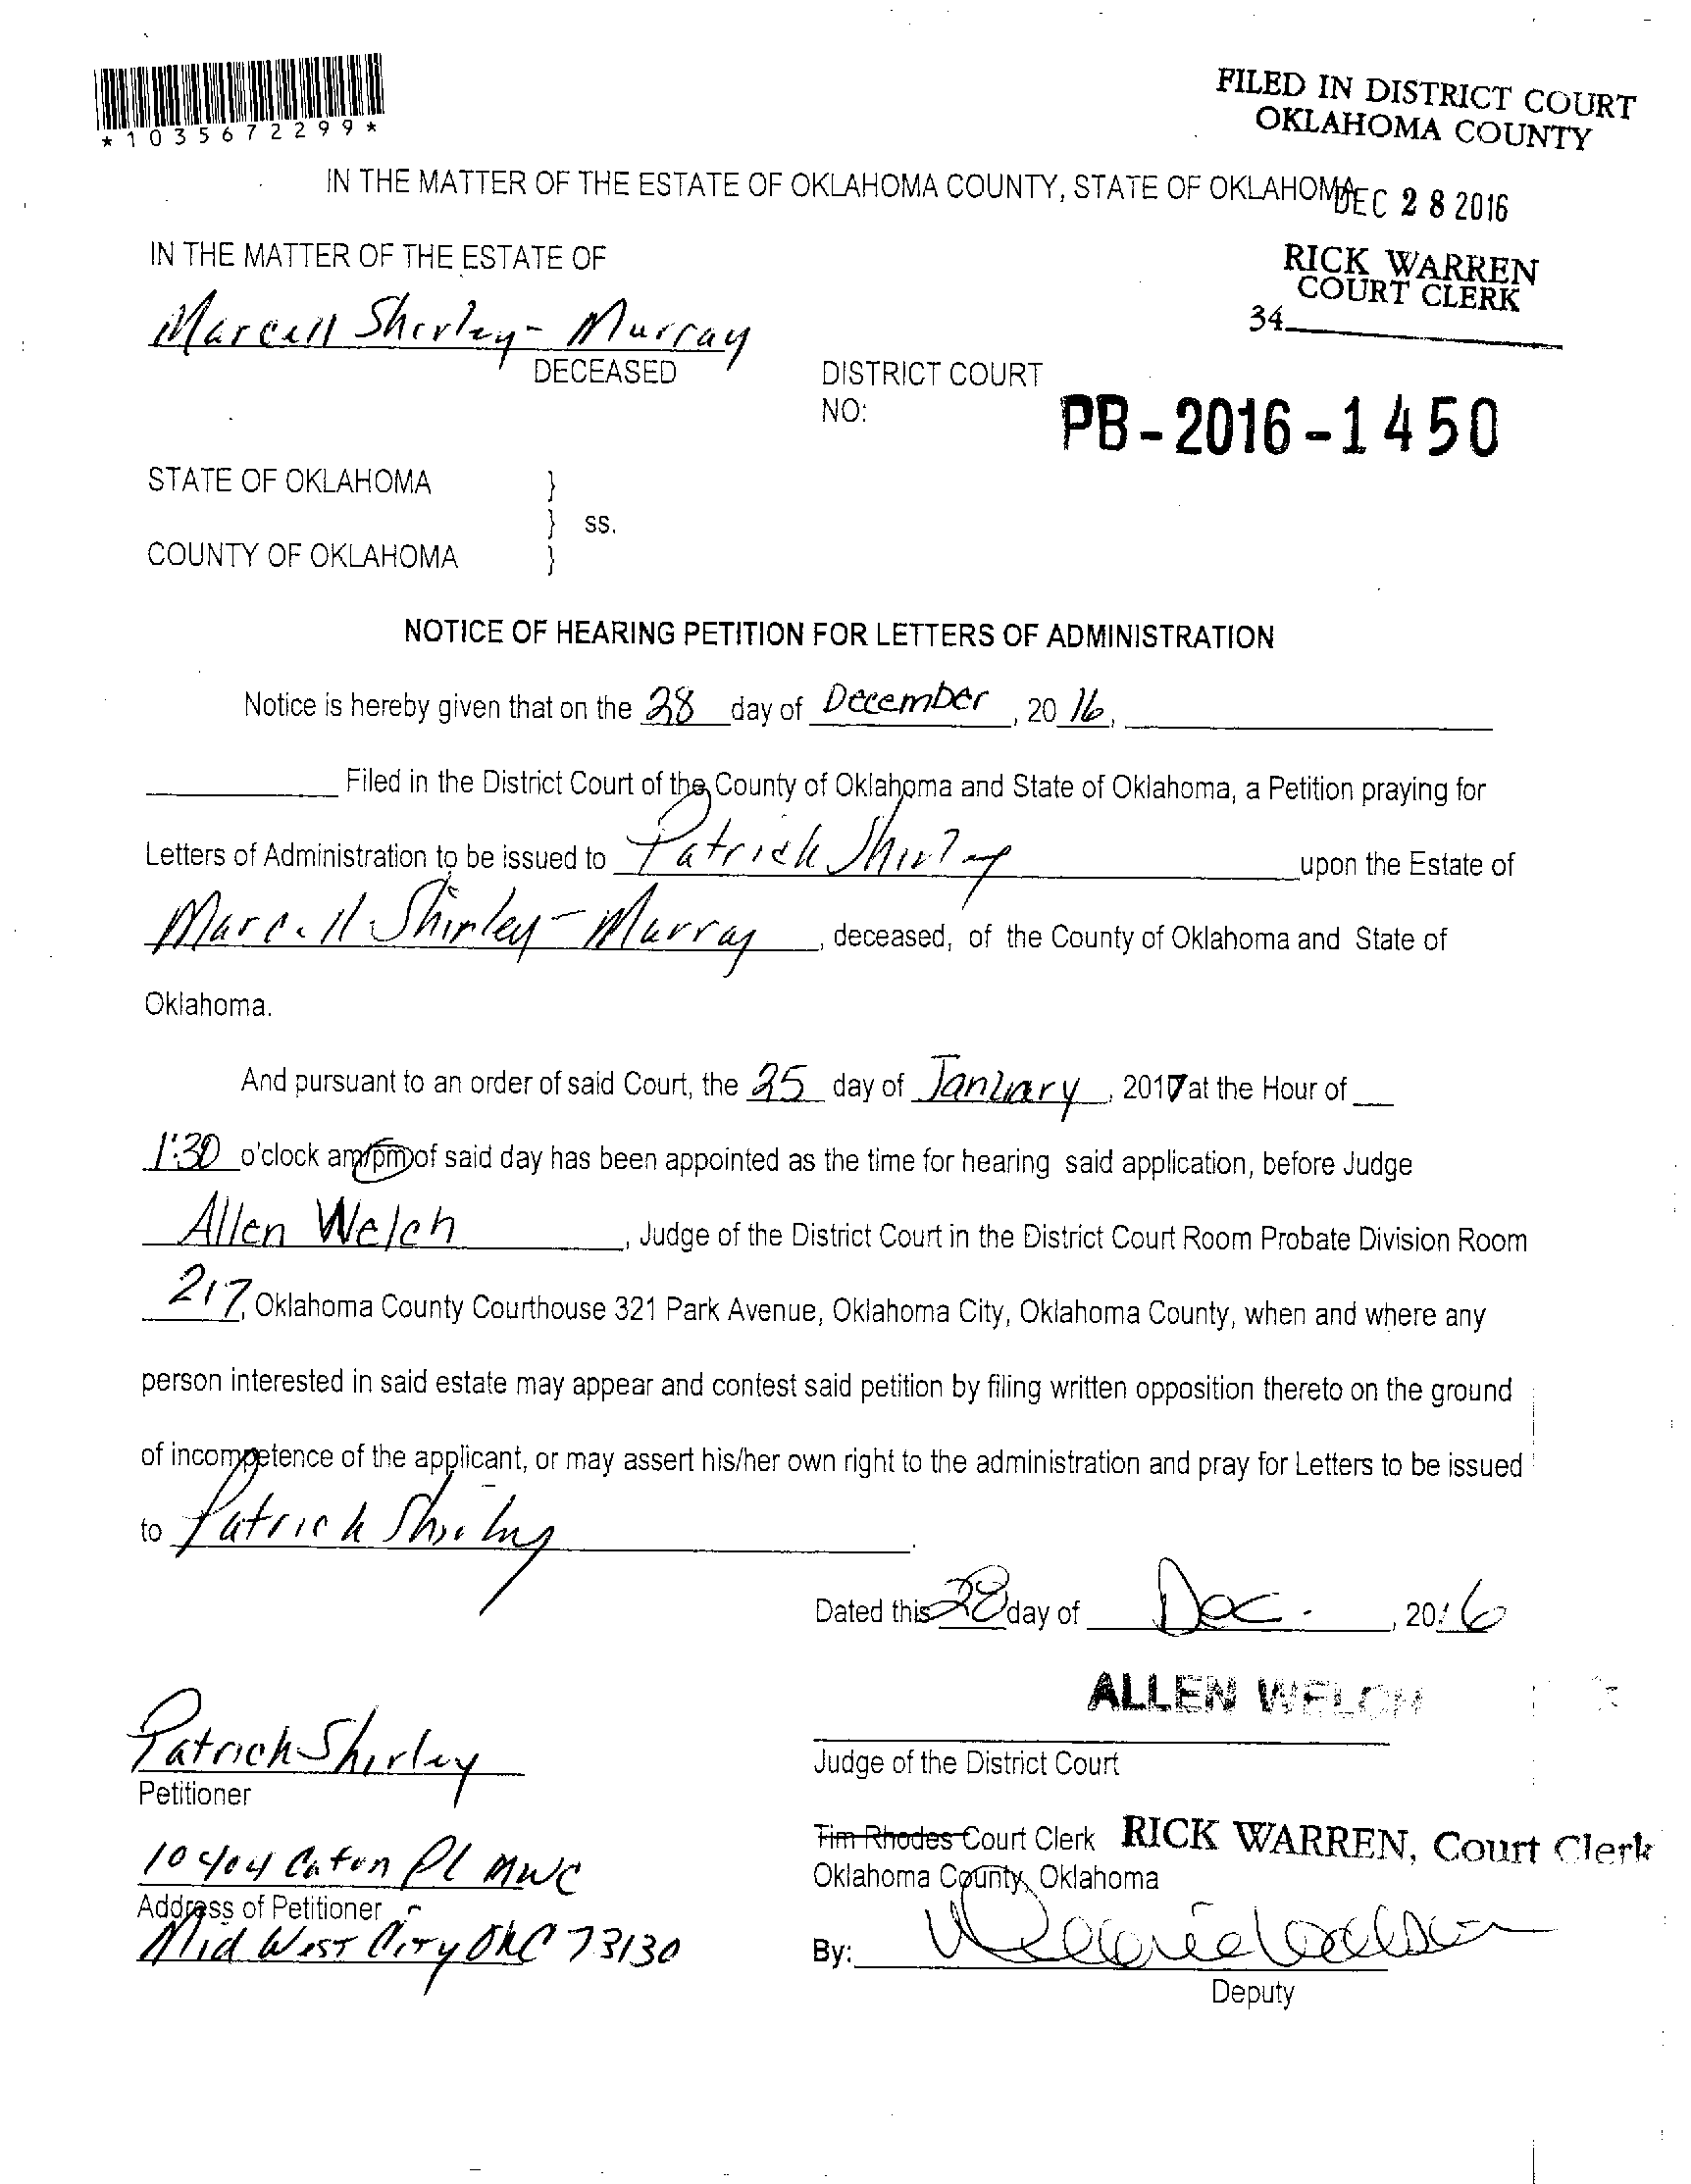 *1035672299*
FILED IN DISTRICT COURT
OKLAHOMA COUNTY
IN THE MATTER OF THE ESTATE OF OKLAHOMA COUNTY, STATE OF OKLAHOMA
DEC 28 2016
IN THE MATTER OF THE ESTATE OF
RICK WARREN
COURT CLERK
34
Marcell Shirley-Murray
DECEASED
DISTRICT COURT
NO:
PB-2016-1450
STATE OF OKLAHOMA }
} ss.
COUNTY OF OKLAHOMA }
NOTICE OF HEARING PETITION FOR LETTERS OF ADMINISTRATION
Notice is hereby given that on the 28 day of December, 2016,
Filed in the District Court of the County of Oklahoma and State of Oklahoma, a Petition praying for
Letters of Administration to be issued to Patrick Shirley upon the Estate of
Marcell Shirley-Murray, deceased, of the County of Oklahoma and State of
Oklahoma.
And pursuant to an order of said Court, the 25 day of January, 2017 at the Hour of
1:30 o'clock am/pm of said day has been appointed as the time for hearing said application, before Judge
Allen Welch, Judge of the District Court in the District Court Room Probate Division Room
217, Oklahoma County Courthouse 321 Park Avenue, Oklahoma City, Oklahoma County, when and where any
person interested in said estate may appear and contest said petition by filing written opposition thereto on the ground
of incompetence of the applicant, or may assert his/her own right to the administration and pray for Letters to be issued
to Patrick Shirley.
Dated this 28 day of Dec., 2016
ALLEN WELCH
Patrick Shirley
Judge of the District Court
Petitioner
Tim Rhodes Court Clerk RICK WARREN, Court Clerk
10404 Caton Pl MWC
Oklahoma County, Oklahoma
Address of Petitioner
Mid West City OKC 73130
By:
Deputy